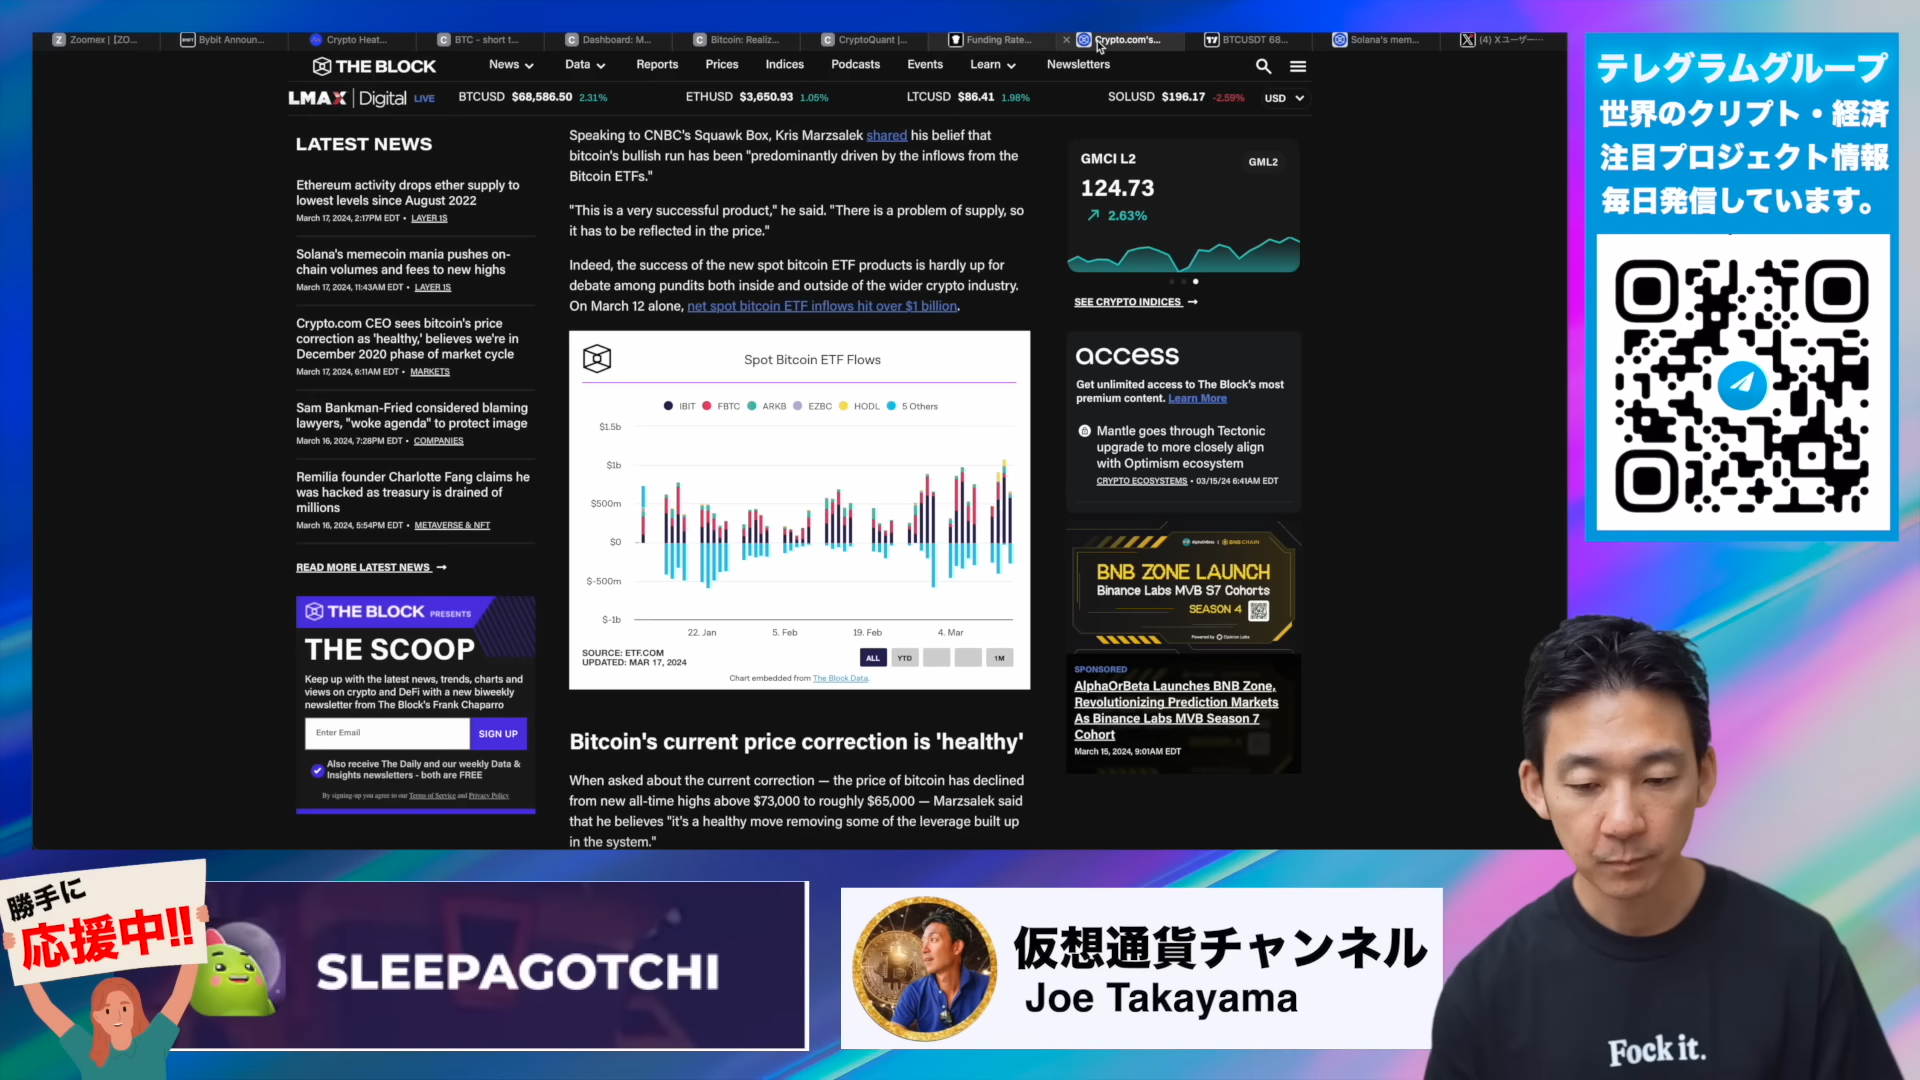 Zoomex | [ZO...
Bybit Announ...
Crypto Heat...
BTC - short t...
Dashboard: M...
Bitcoin: Realiz...
CryptoQuant |...
Funding Rate...
Crypto.com's...
BTCUSDT 68...
Solana's mem...
(4) Xユーザー...
THE BLOCK
News
Data
Reports
Prices
Indices
Podcasts
Events
Learn
Newsletters
LMAX Digital LIVE
BTCUSD $68,586.50 2.31%
ETHUSD $3,650.93 1.05%
LTCUSD $86.41 1.98%
SOLUSD $196.17 -2.59%
USD
LATEST NEWS
Ethereum activity drops ether supply to
lowest levels since August 2022
March 17, 2024, 2:17PM EDT • LAYER 1S
Solana's memecoin mania pushes on-
chain volumes and fees to new highs
March 17, 2024, 11:43AM EDT • LAYER 1S
Crypto.com CEO sees bitcoin's price
correction as 'healthy,' believes we're in
December 2020 phase of market cycle
March 17, 2024, 6:11AM EDT • MARKETS
Sam Bankman-Fried considered blaming
lawyers, "woke agenda" to protect image
March 16, 2024, 7:28PM EDT • COMPANIES
Remilia founder Charlotte Fang claims he
was hacked as treasury is drained of
millions
March 16, 2024, 5:54PM EDT • METAVERSE & NFT
READ MORE LATEST NEWS →
THE BLOCK PRESENTS
THE SCOOP
Keep up with the latest news, trends, charts and
views on crypto and DeFi with a new biweekly
newsletter from The Block's Frank Chaparro
Enter Email
SIGN UP
Also receive The Daily and our weekly Data &
Insights newsletters - both are FREE
By signing-up you agree to our Terms of Service and Privacy Policy
Speaking to CNBC's Squawk Box, Kris Marzsalek shared his belief that
bitcoin's bullish run has been "predominantly driven by the inflows from the
Bitcoin ETFs."
"This is a very successful product," he said. "There is a problem of supply, so
it has to be reflected in the price."
Indeed, the success of the new spot bitcoin ETF products is hardly up for
debate among pundits both inside and outside of the wider crypto industry.
On March 12 alone, net spot bitcoin ETF inflows hit over $1 billion.
Spot Bitcoin ETF Flows
IBIT FBTC ARKB EZBC HODL 5 Others
$1.5b
$1b
$500m
$0
$-500m
$-1b
22. Jan 5. Feb 19. Feb 4. Mar
SOURCE: ETF.COM
UPDATED: MAR 17, 2024
ALL YTD 1M
Chart embedded from The Block Data.
Bitcoin's current price correction is 'healthy'
When asked about the current correction — the price of bitcoin has declined
from new all-time highs above $73,000 to roughly $65,000 — Marzsalek said
that he believes "it's a healthy move removing some of the leverage built up
in the system."
GMCI L2
GML2
124.73
2.63%
SEE CRYPTO INDICES →
access
Get unlimited access to The Block's most
premium content. Learn More
Mantle goes through Tectonic
upgrade to more closely align
with Optimism ecosystem
CRYPTO ECOSYSTEMS • 03/15/24 6:41AM EDT
AlphaOrBeta | BNB CHAIN
BNB ZONE LAUNCH
Binance Labs MVB S7 Cohorts
SEASON 4
SPONSORED
AlphaOrBeta Launches BNB Zone,
Revolutionizing Prediction Markets
As Binance Labs MVB Season 7
Cohort
March 15, 2024, 9:01AM EDT
テレグラムグループ
世界のクリプト・経済
注目プロジェクト情報
毎日発信しています。
勝手に
応援中!!
SLEEPAGOTCHI
仮想通貨チャンネル
Joe Takayama
Fock it.